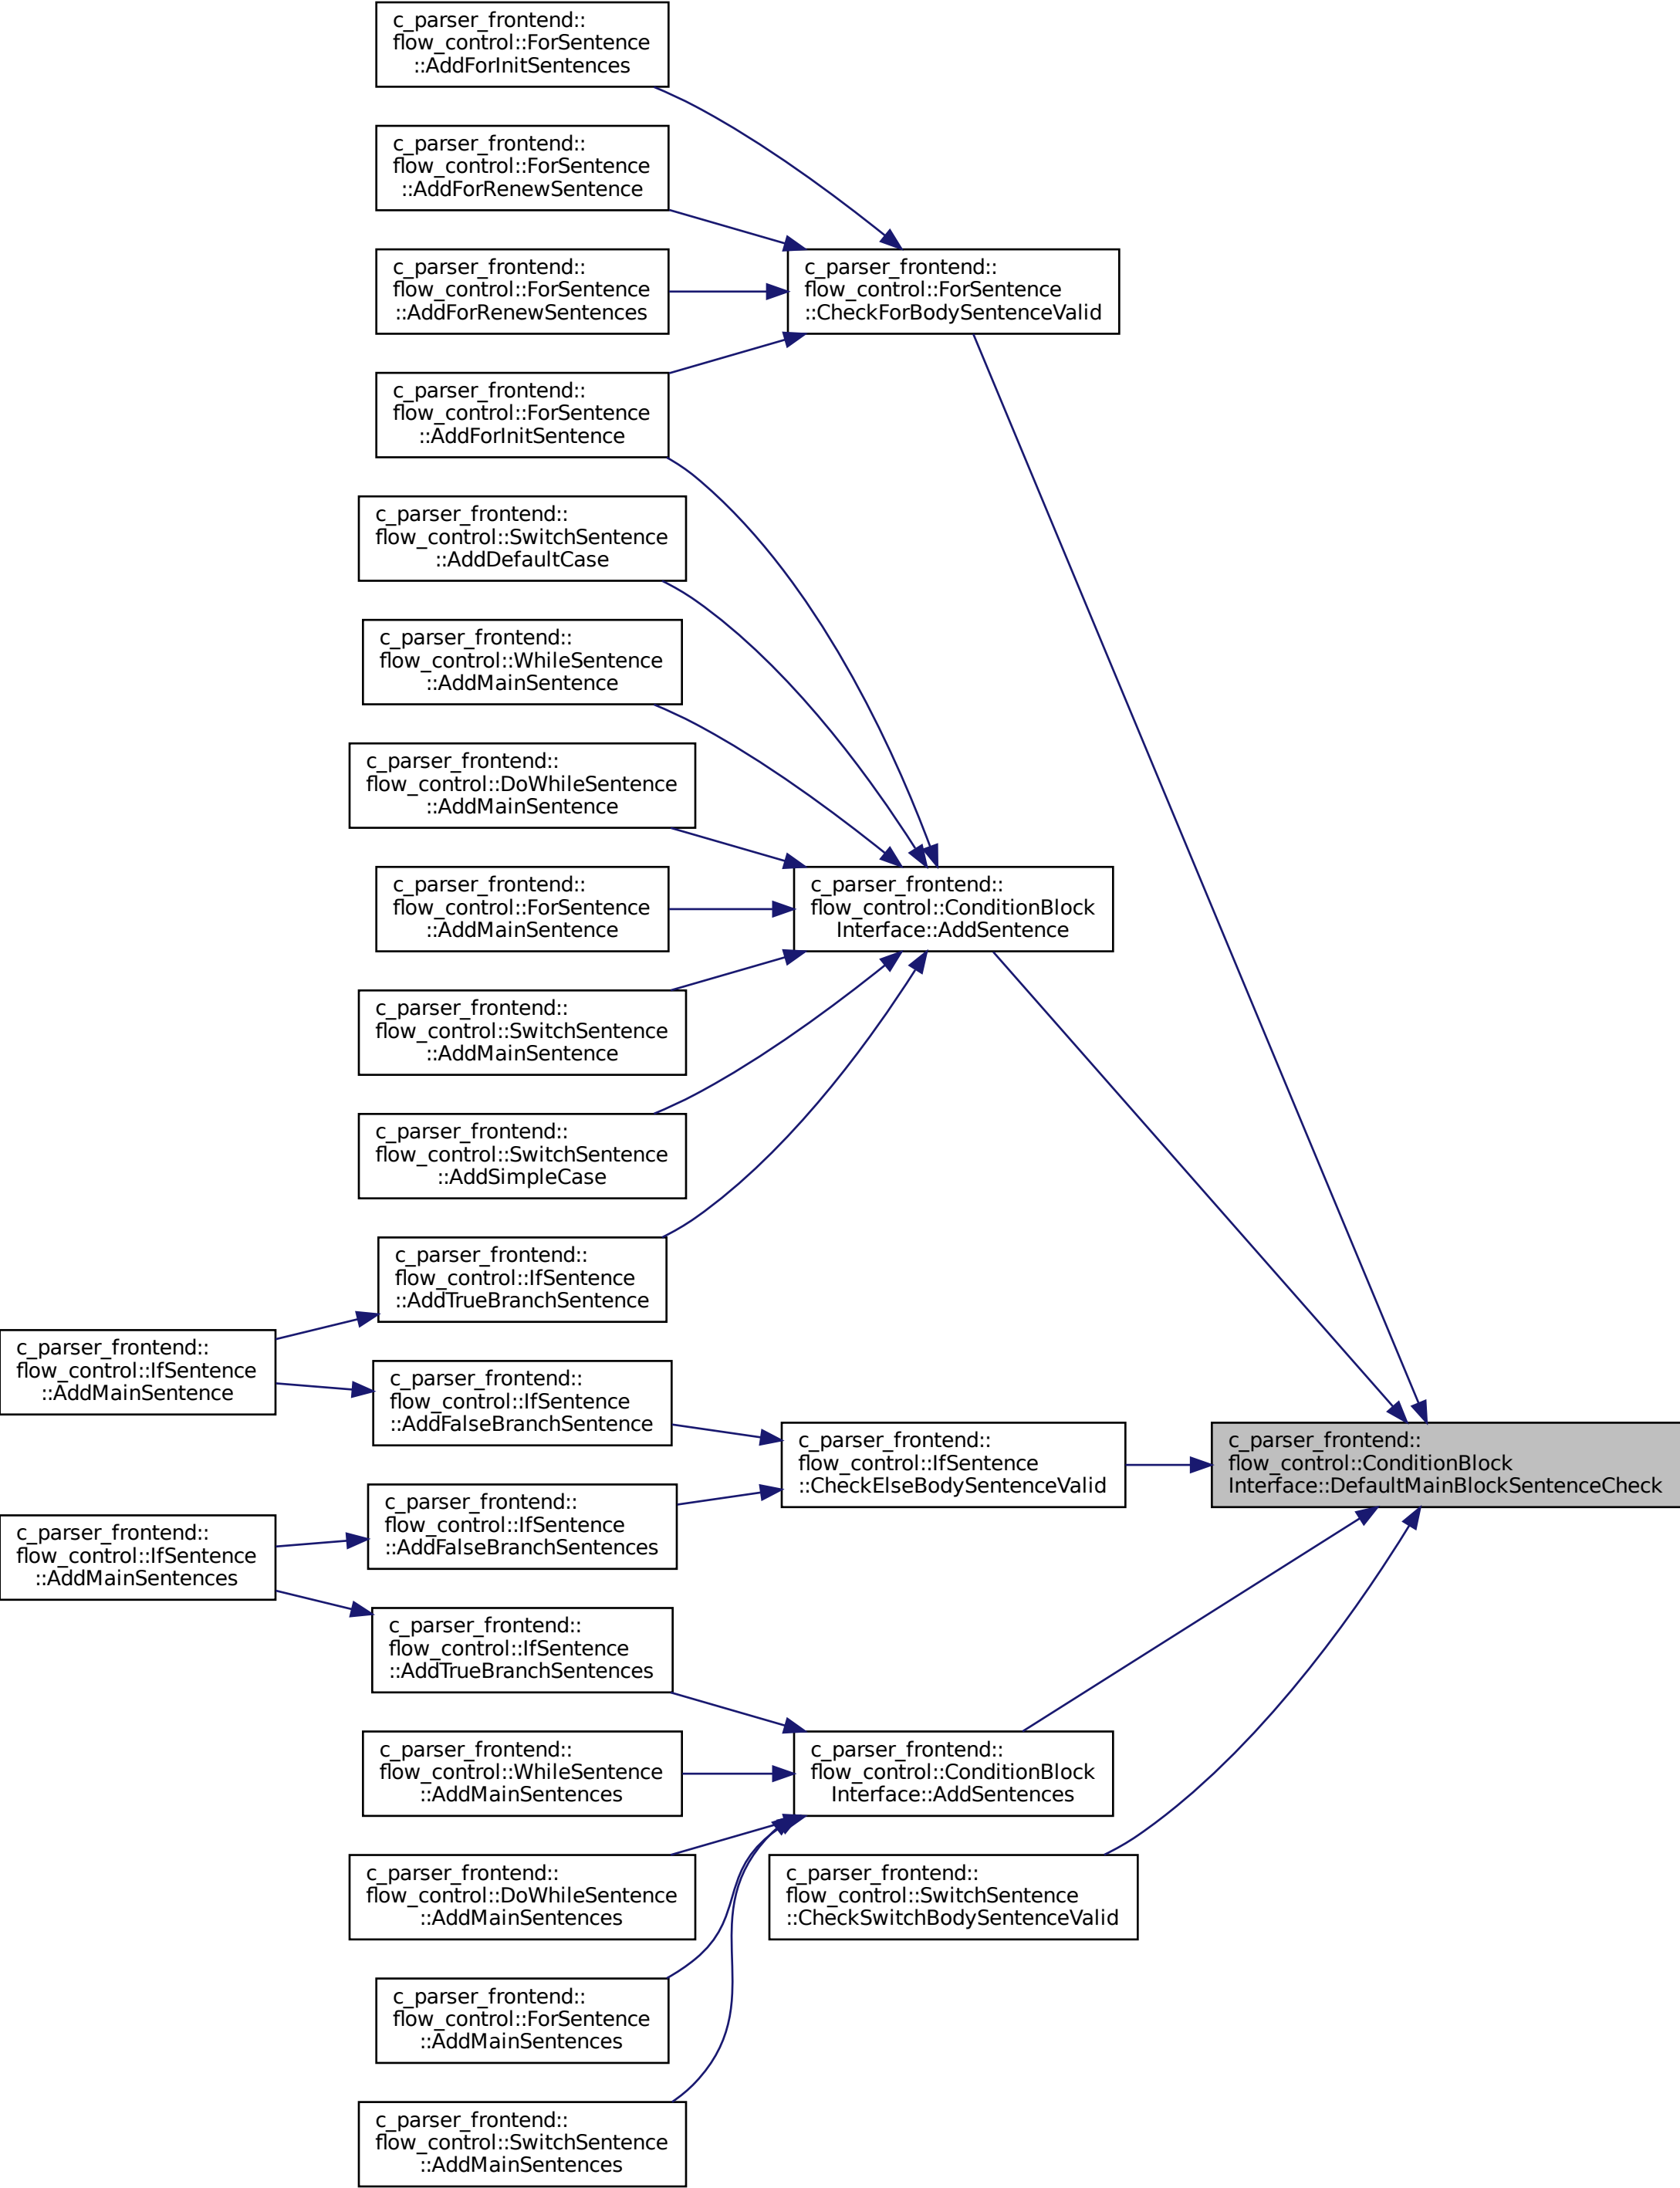 c_parser_frontend::
flow_control::ForSentence
::AddForInitSentences
c_parser_frontend::
flow_control::ForSentence
::AddForRenewSentence
c_parser_frontend::
flow_control::ForSentence
::AddForRenewSentences
c_parser_frontend::
flow_control::ForSentence
::CheckForBodySentenceValid
c_parser_frontend::
flow_control::ForSentence
::AddForInitSentence
c_parser_frontend::
flow_control::SwitchSentence
::AddDefaultCase
c_parser_frontend::
flow_control::WhileSentence
::AddMainSentence
c_parser_frontend::
flow_control::DoWhileSentence
::AddMainSentence
c_parser_frontend::
flow_control::ForSentence
::AddMainSentence
c_parser_frontend::
flow_control::ConditionBlock
Interface::AddSentence
c_parser_frontend::
flow_control::SwitchSentence
::AddMainSentence
c_parser_frontend::
flow_control::SwitchSentence
::AddSimpleCase
c_parser_frontend::
flow_control::IfSentence
::AddTrueBranchSentence
c_parser_frontend::
flow_control::IfSentence
::AddMainSentence
c_parser_frontend::
flow_control::IfSentence
::AddFalseBranchSentence
c_parser_frontend::
flow_control::IfSentence
::CheckElseBodySentenceValid
c_parser_frontend::
flow_control::ConditionBlock
Interface::DefaultMainBlockSentenceCheck
c_parser_frontend::
flow_control::IfSentence
::AddFalseBranchSentences
c_parser_frontend::
flow_control::IfSentence
::AddMainSentences
c_parser_frontend::
flow_control::IfSentence
::AddTrueBranchSentences
c_parser_frontend::
flow_control::WhileSentence
::AddMainSentences
c_parser_frontend::
flow_control::ConditionBlock
Interface::AddSentences
c_parser_frontend::
flow_control::DoWhileSentence
::AddMainSentences
c_parser_frontend::
flow_control::SwitchSentence
::CheckSwitchBodySentenceValid
c_parser_frontend::
flow_control::ForSentence
::AddMainSentences
c_parser_frontend::
flow_control::SwitchSentence
::AddMainSentences